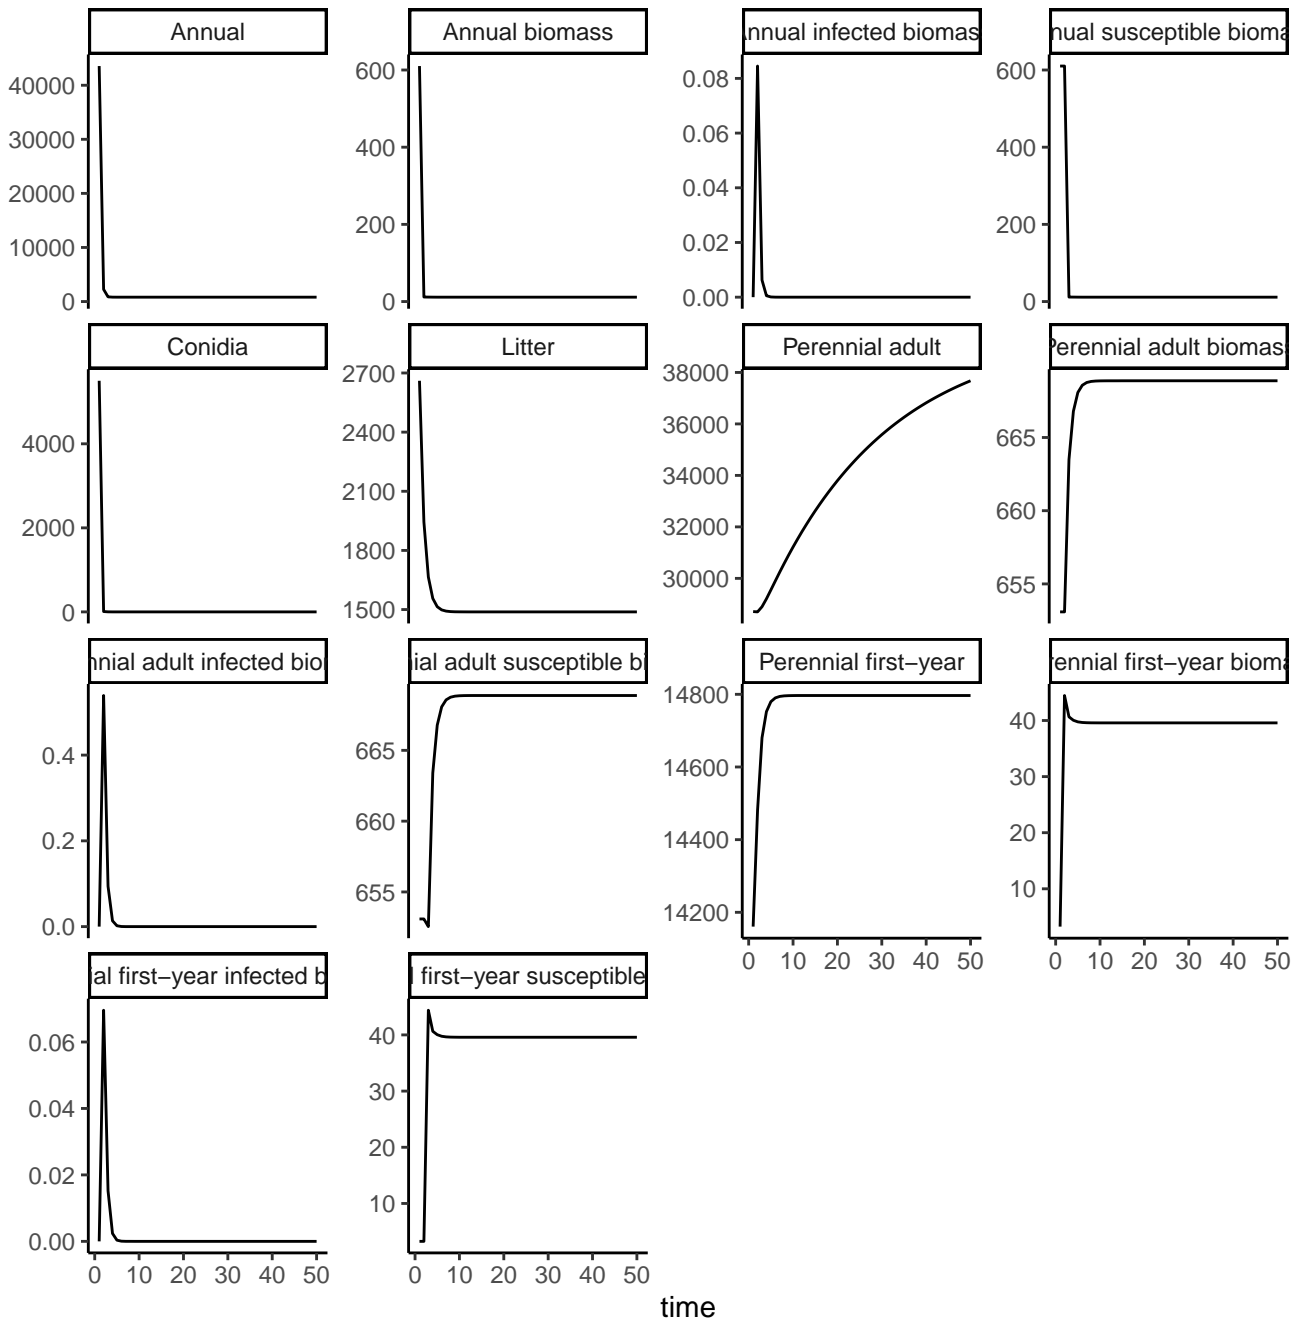 Annual
Annual biomass
Annual infected biomas
nual susceptible bioma
40000
30000
20000
10000
0
600
400
200
0
0.08
0.06
0.04
0.02
0.00
600
400
200
0
Conidia
Litter
Perennial adult
Perennial adult biomas
4000
2000
0
2700
2400
2100
1800
1500
38000
36000
34000
32000
30000
665
660
655
nnial adult infected bio
ial adult susceptible bi
Perennial first−year
rennial first−year bioma
0.4
0.2
0.0
665
660
655
14800
14600
14400
14200
40
30
20
10
0 10 20 30 40 50
0 10 20 30 40 50
ial first−year infected b
l first−year susceptible
0.06
0.04
0.02
0.00
40
30
20
10
0 10 20 30 40 50
0 10 20 30 40 50
time